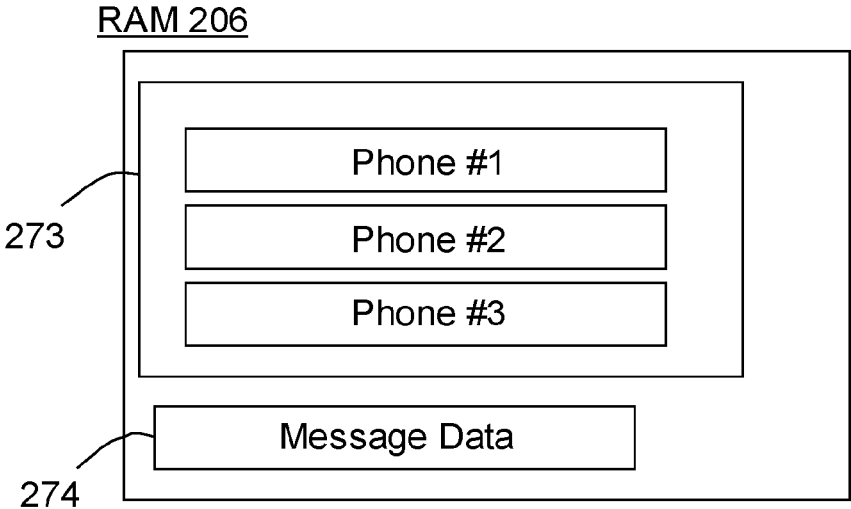 RAM 206
Phone #1
273
Phone #2
Phone #3
Message Data
274